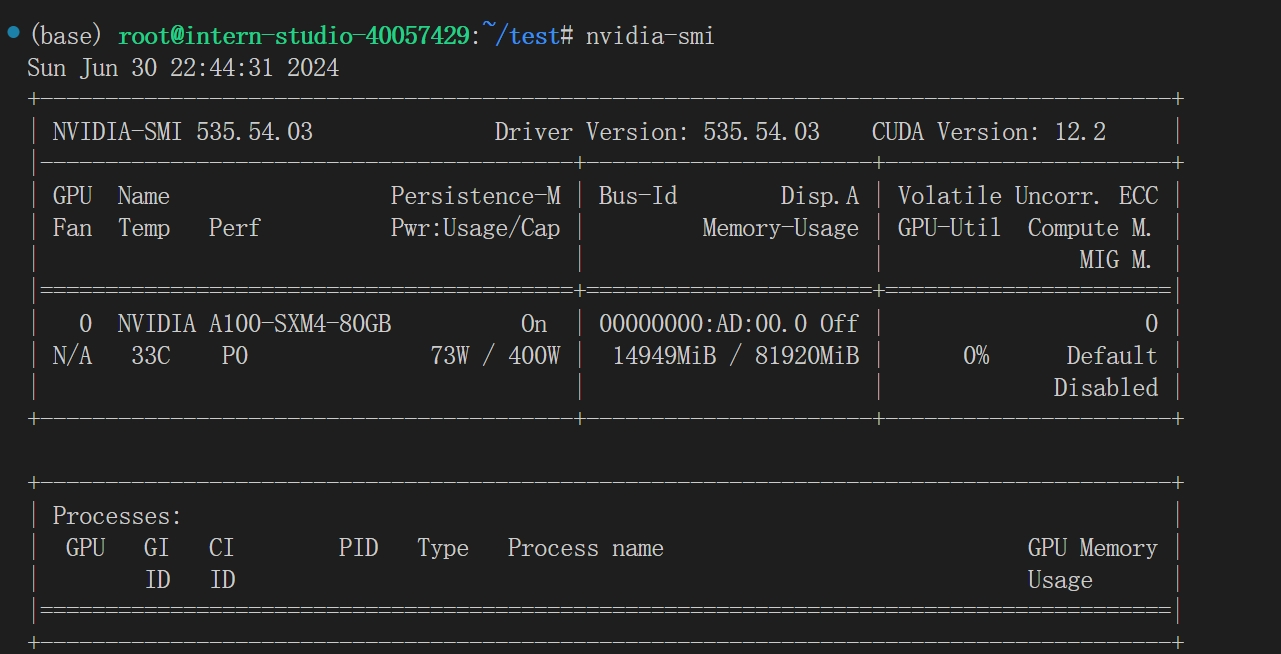 (base) root@intern-studio-40057429:~/test# nvidia-smi
Sun Jun 30 22:44:31 2024
+---------------------------------------------------------------------------------------+
| NVIDIA-SMI 535.54.03              Driver Version: 535.54.03    CUDA Version: 12.2     |
|-----------------------------------------+----------------------+----------------------+
| GPU  Name                 Persistence-M | Bus-Id        Disp.A | Volatile Uncorr. ECC |
| Fan  Temp   Perf          Pwr:Usage/Cap |         Memory-Usage | GPU-Util  Compute M. |
|                                         |                      |               MIG M. |
|=========================================+======================+======================|
|   0  NVIDIA A100-SXM4-80GB          On  | 00000000:AD:00.0 Off |                    0 |
| N/A   33C    P0              73W / 400W |  14949MiB / 81920MiB |      0%      Default |
|                                         |                      |             Disabled |
+-----------------------------------------+----------------------+----------------------+
+---------------------------------------------------------------------------------------+
| Processes:                                                                            |
|  GPU   GI   CI        PID   Type   Process name                            GPU Memory |
|        ID   ID                                                             Usage      |
|=======================================================================================|
+---------------------------------------------------------------------------------------+